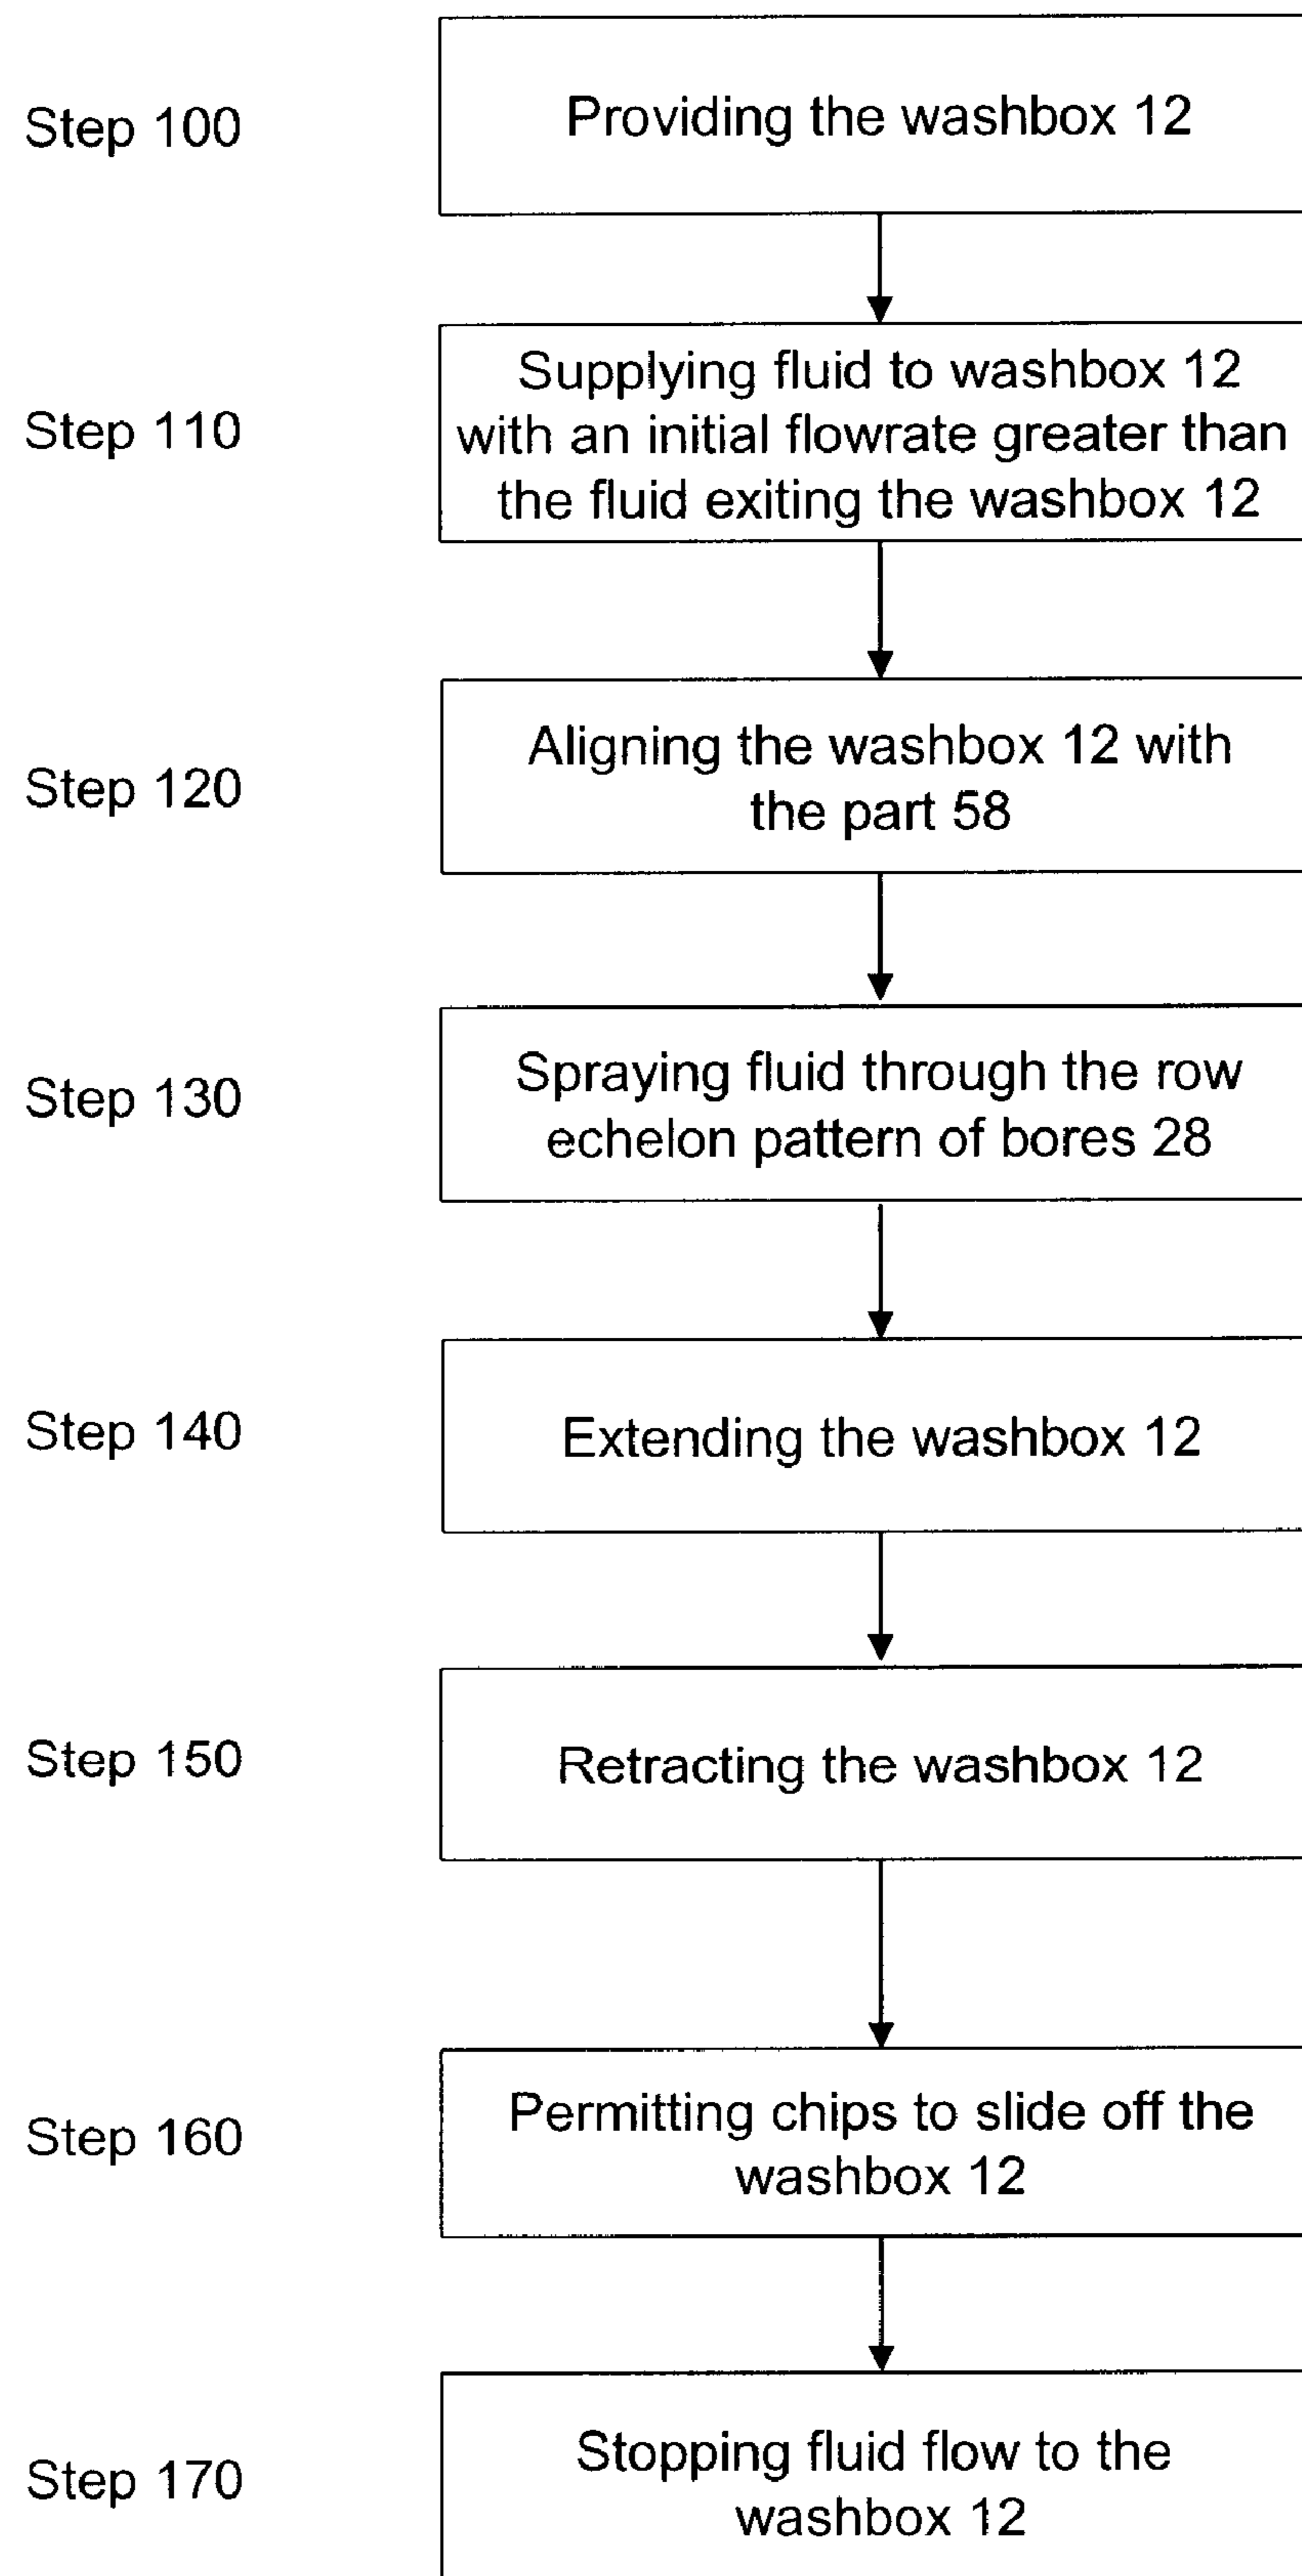 Step 100
Providing the washbox 12
Step 110
Supplying fluid to washbox 12
with an initial flowrate greater than
the fluid exiting the washbox 12
Step 120
Aligning the washbox 12 with
the part 58
Step 130
Spraying fluid through the row
echelon pattern of bores 28
Step 140
Extending the washbox 12
Step 150
Retracting the washbox 12
Step 160
Permitting chips to slide off the
washbox 12
Step 170
Stopping fluid flow to the
washbox 12